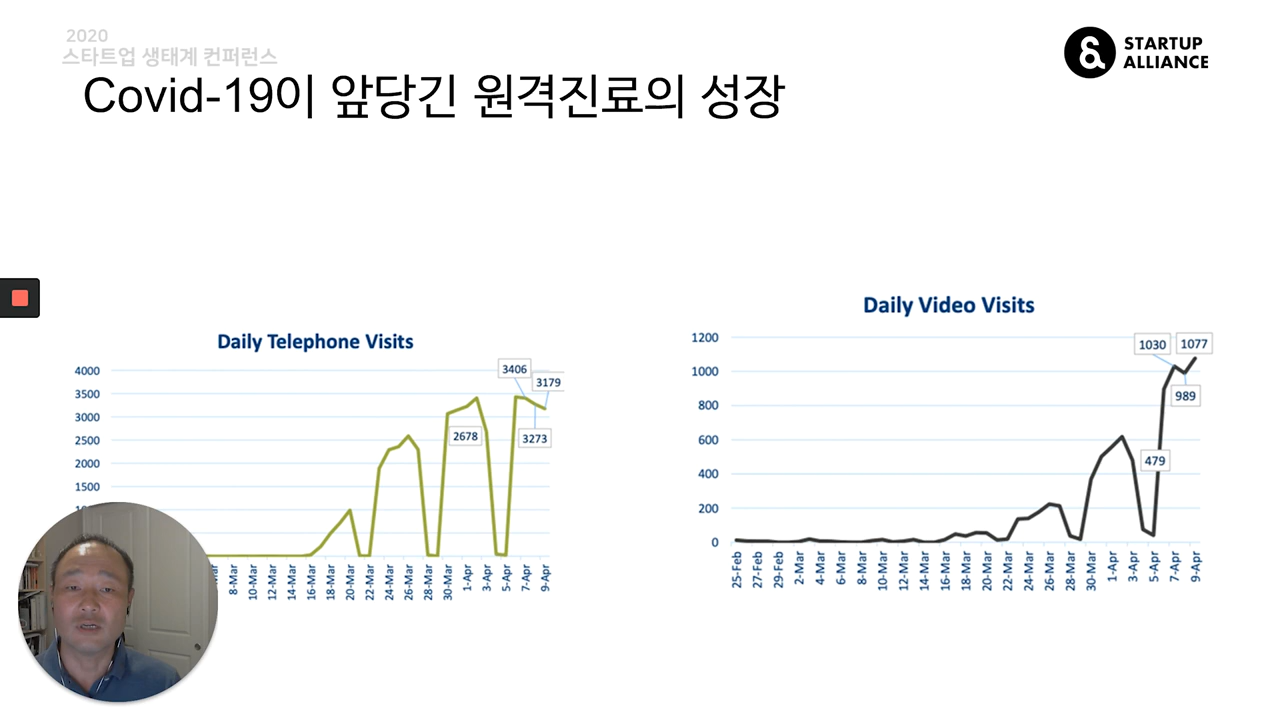 2020
스타트업 생태계 컨퍼런스
STARTUP
ALLIANCE
Covid-19이 앞당긴 원격진료의 성장
Daily Telephone Visits
4000
3500
3000
2500
2000
1500
3406
3179
2678
3273
8-Mar
10-Mar
12-Mar
14-Mar
16-Mar
18-Mar
20-Mar
22-Mar
24-Mar
26-Mar
28-Mar
30-Mar
1-Apr
3-Apr
5-Apr
7-Apr
9-Apr
Daily Video Visits
1200
1000
800
600
400
200
0
1030
1077
989
479
25-Feb
27-Feb
29-Feb
2-Mar
4-Mar
6-Mar
8-Mar
10-Mar
12-Mar
14-Mar
16-Mar
18-Mar
20-Mar
22-Mar
24-Mar
26-Mar
28-Mar
30-Mar
1-Apr
3-Apr
5-Apr
7-Apr
9-Apr